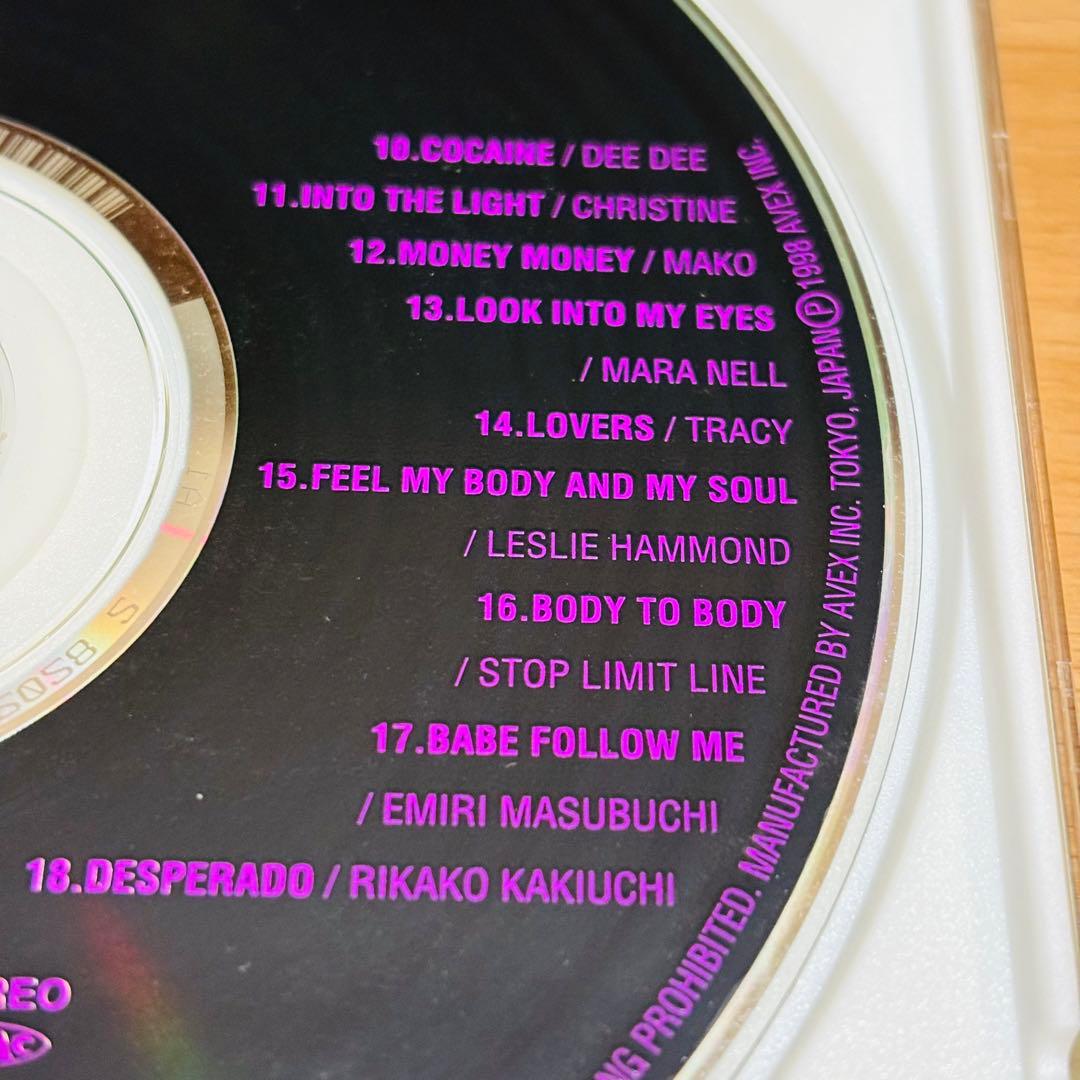 10.COCAINE / DEE DEE
11.INTO THE LIGHT / CHRISTINE
12.MONEY MONEY / MAKO
13.LOOK INTO MY EYES
/ MARA NELL
14.LOVERS / TRACY
15.FEEL MY BODY AND MY SOUL
/ LESLIE HAMMOND
16.BODY TO BODY
/ STOP LIMIT LINE
17.BABE FOLLOW ME
/ EMIRI MASUBUCHI
18.DESPERADO / RIKAKO KAKIUCHI
PROHIBITED. MANUFACTURED BY AVEX INC. TOKYO, JAPAN Ⓟ 1998 AVEX INC.